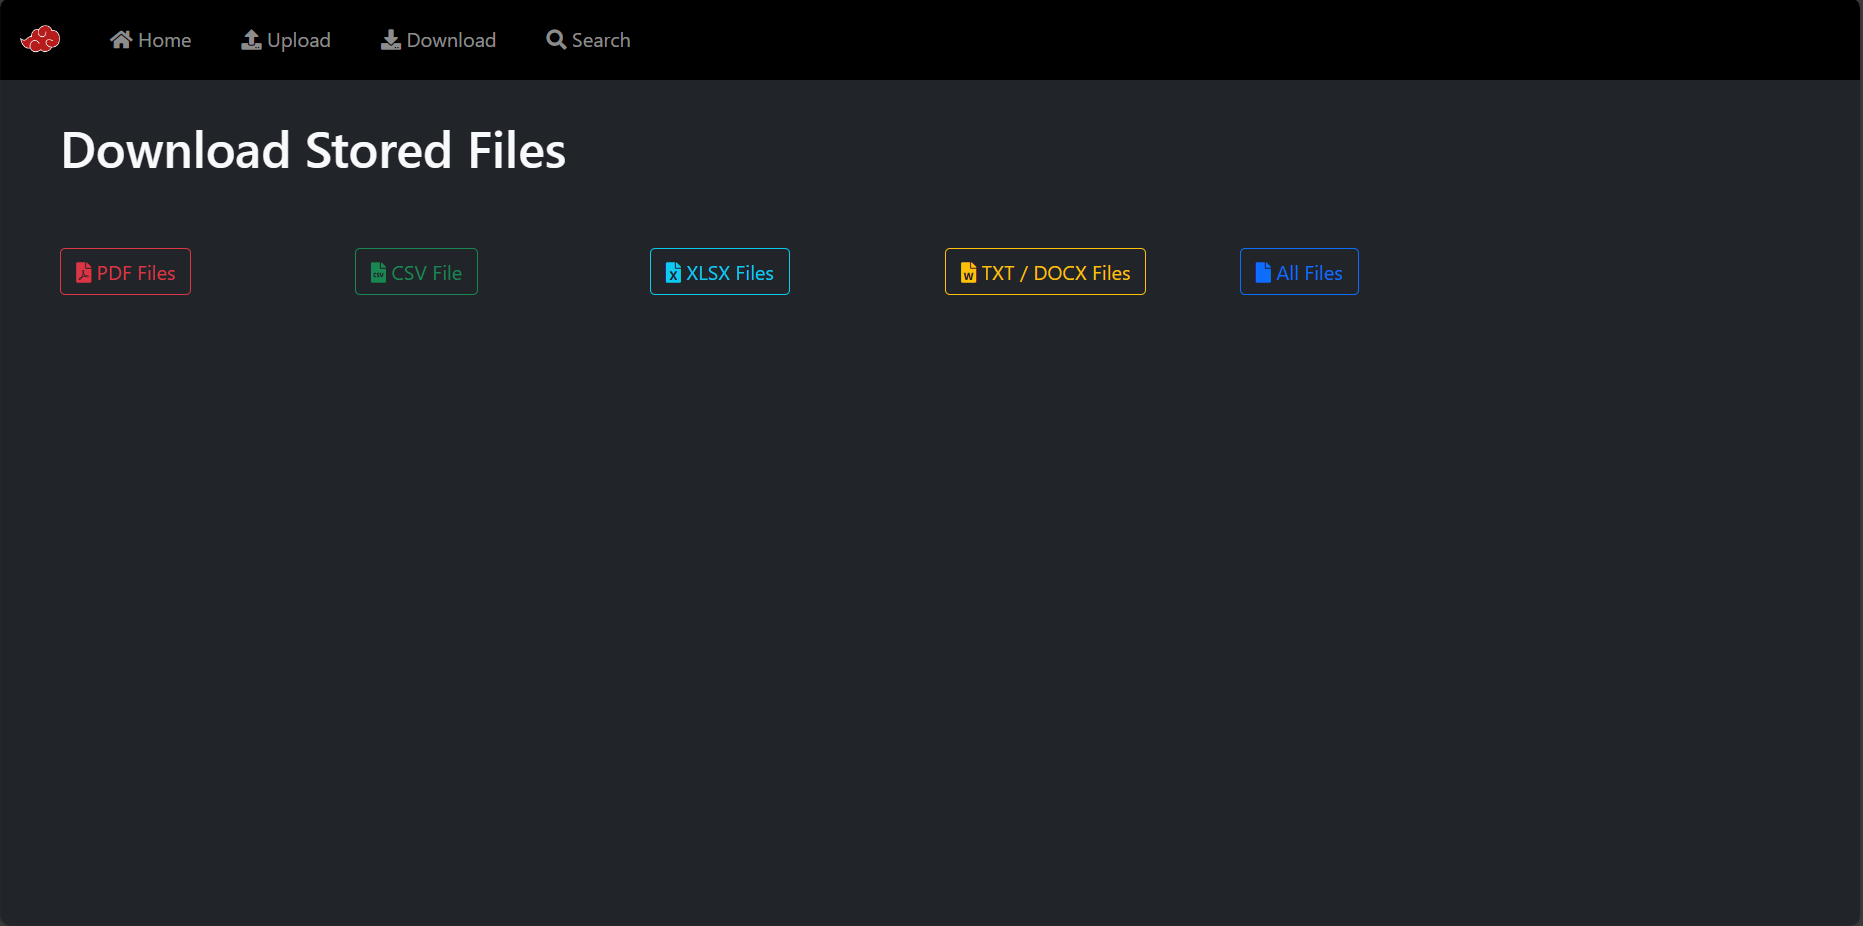 Home Upload Download Search
Download Stored Files
PDF Files CSV File XLSX Files TXT / DOCX Files All Files